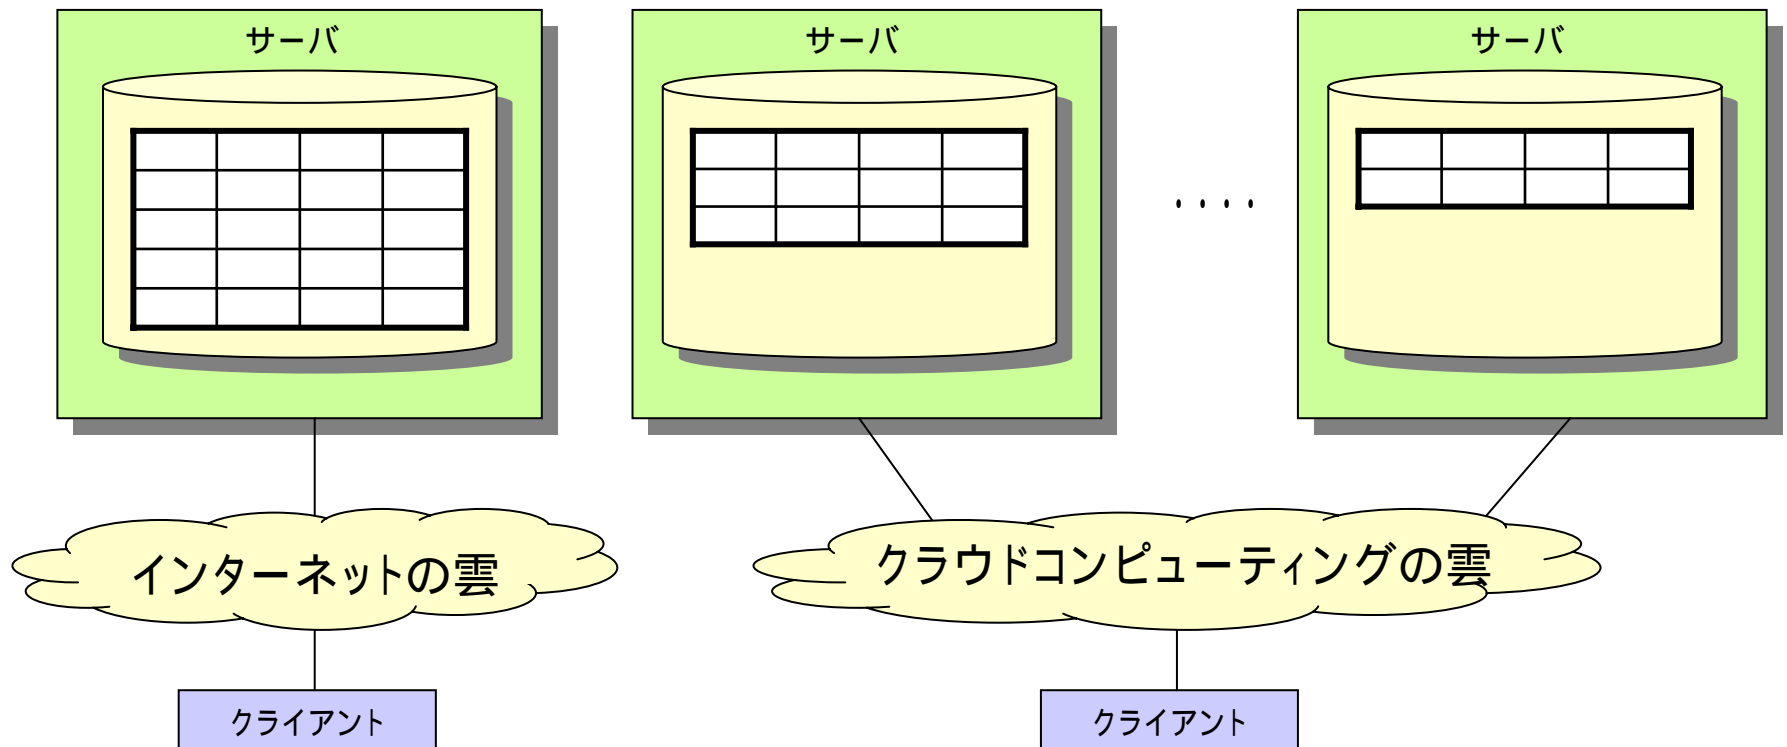 サーバ
サーバ
サーバ
・・・・
インターネットの雲
クラウドコンピューティングの雲
クライアント
クライアント